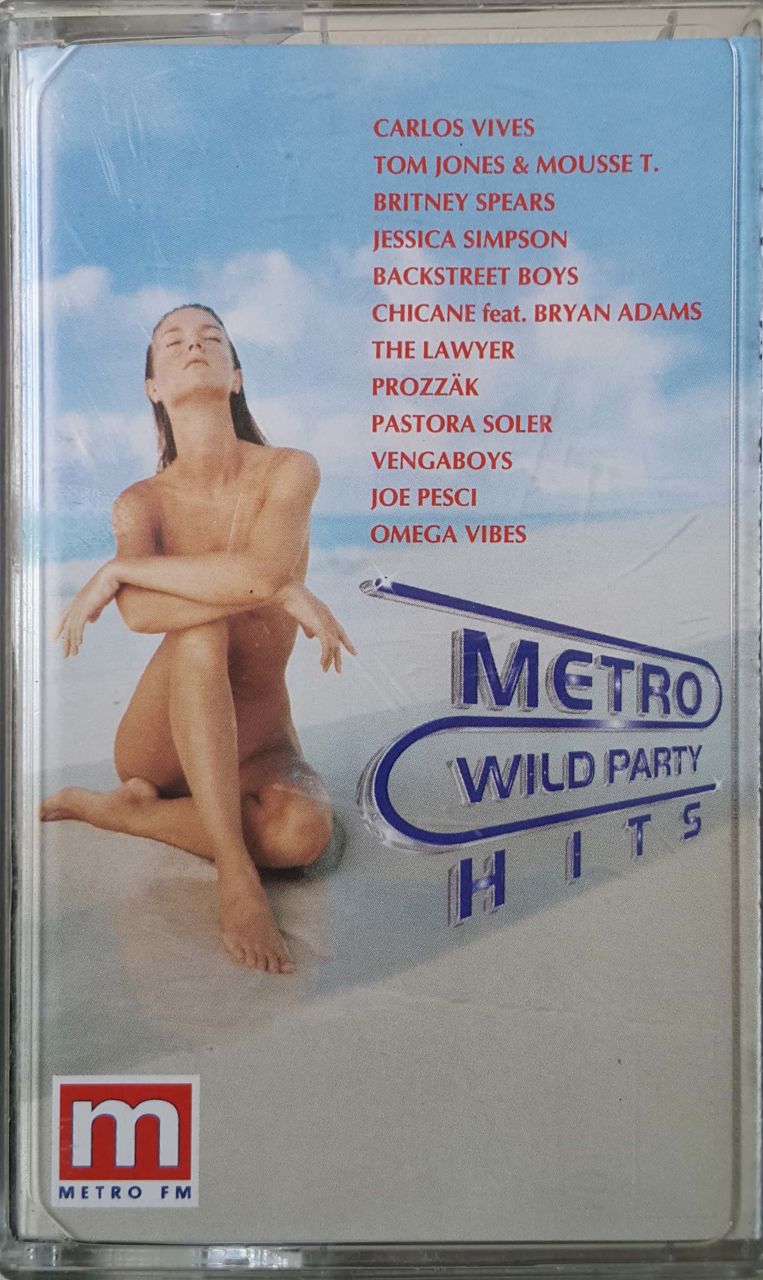 CARLOS VIVES
TOM JONES & MOUSSE T.
BRITNEY SPEARS
JESSICA SIMPSON
BACKSTREET BOYS
CHICANE feat. BRYAN ADAMS
THE LAWYER
PROZZÄK
PASTORA SOLER
VENGABOYS
JOE PESCI
OMEGA VIBES
METRO
WILD PARTY
HITS
m
METRO FM